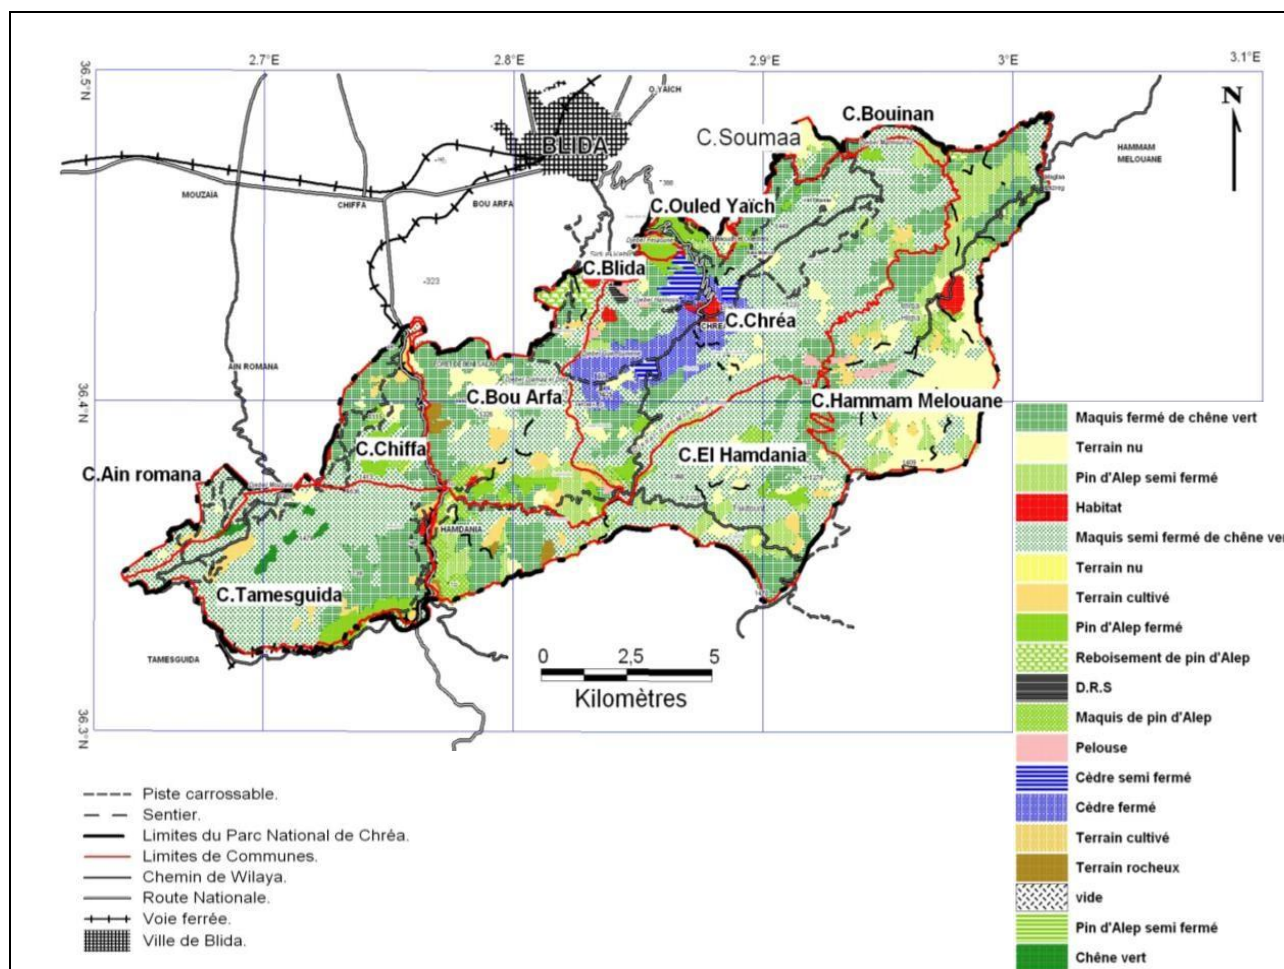 2.7°E
2.8°E
2.9°E
3°E
3.1°E
36.5°N
36.4°N
36.3°N
N
O.YAICH
BLIDA
C.Bouinan
C.Soumaa
HAMMAM
MELOUANE
MOUZAÏA
CHIFFA
BOU ARFA
C.Ouled Yaïch
-323
C.Blida
C.Chréa
CHREA
AIN ROMANA
C.Bou Arfa
C.Hammam Melouane
C.Chiffa
C.El Hamdania
C.Ain romana
HAMDANIA
C.Tamesguida
TAMESGUIDA
0 2,5 5
Kilomètres
Maquis fermé de chêne vert
Terrain nu
Pin d'Alep semi fermé
Habitat
Maquis semi fermé de chêne ver
Terrain nu
Terrain cultivé
Pin d'Alep fermé
Reboisement de pin d'Alep
D.R.S
Maquis de pin d'Alep
Pelouse
Cèdre semi fermé
Cèdre fermé
Terrain cultivé
Terrain rocheux
vide
Pin d'Alep semi fermé
Chêne vert
Piste carrossable.
Sentier.
Limites du Parc National de Chréa.
Limites de Communes.
Chemin de Wilaya.
Route Nationale.
Voie ferrée.
Ville de Blida.